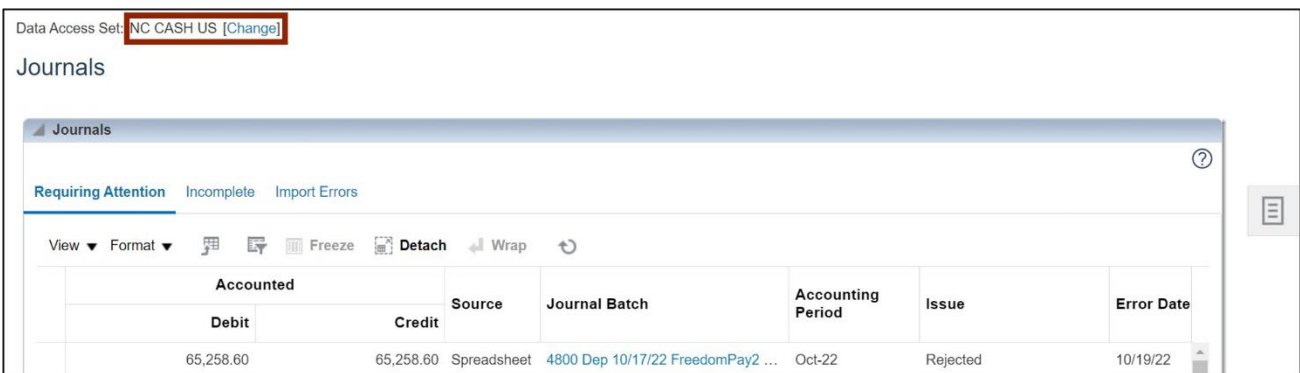 Data Access Set: NC CASH US [Change]
Journals
Journals
Requiring Attention Incomplete Import Errors
View Format Freeze Detach Wrap
Accounted
Debit Credit Source Journal Batch Accounting Period Issue Error Date
65,258.60 65,258.60 Spreadsheet 4800 Dep 10/17/22 FreedomPay2 ... Oct-22 Rejected 10/19/22